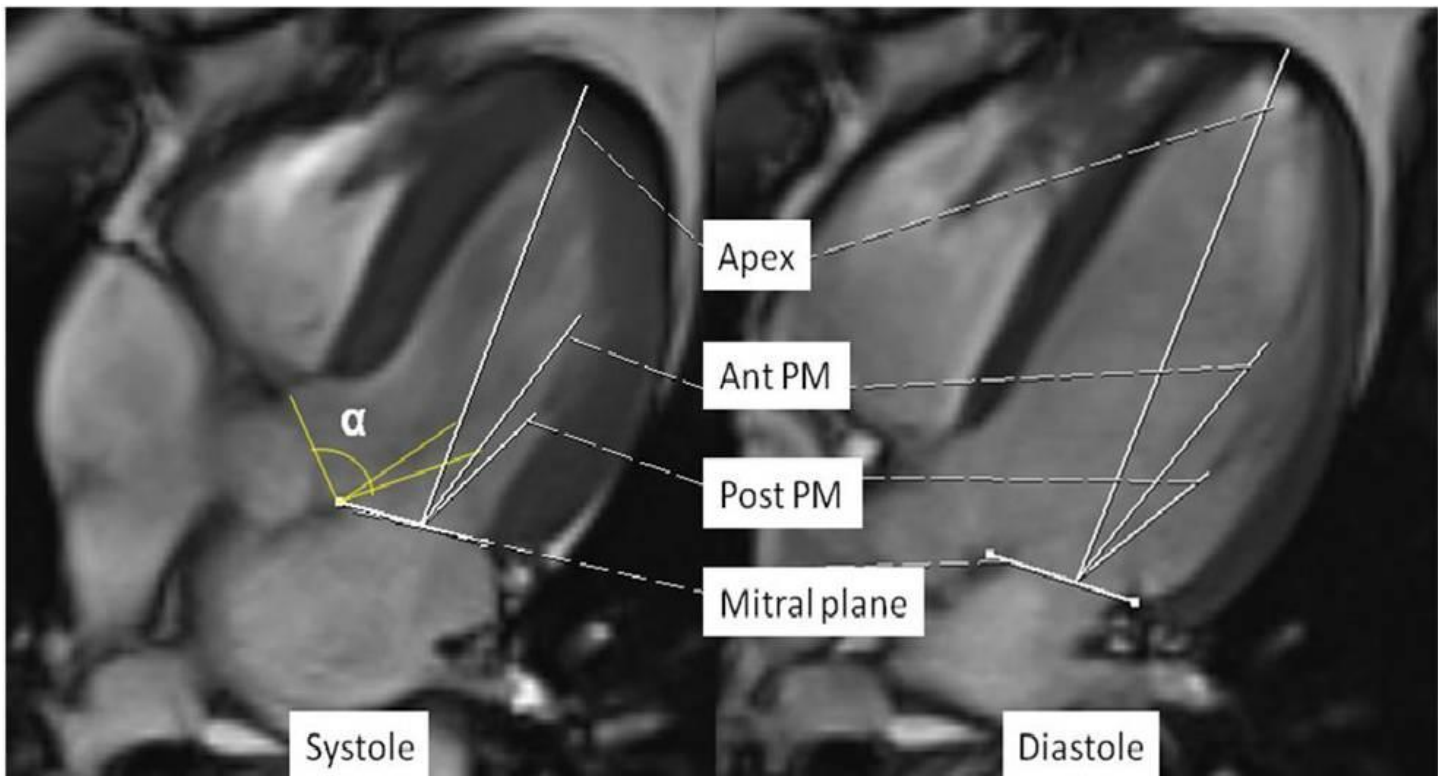 Apex
Ant PM
α
Post PM
Mitral plane
Systole
Diastole